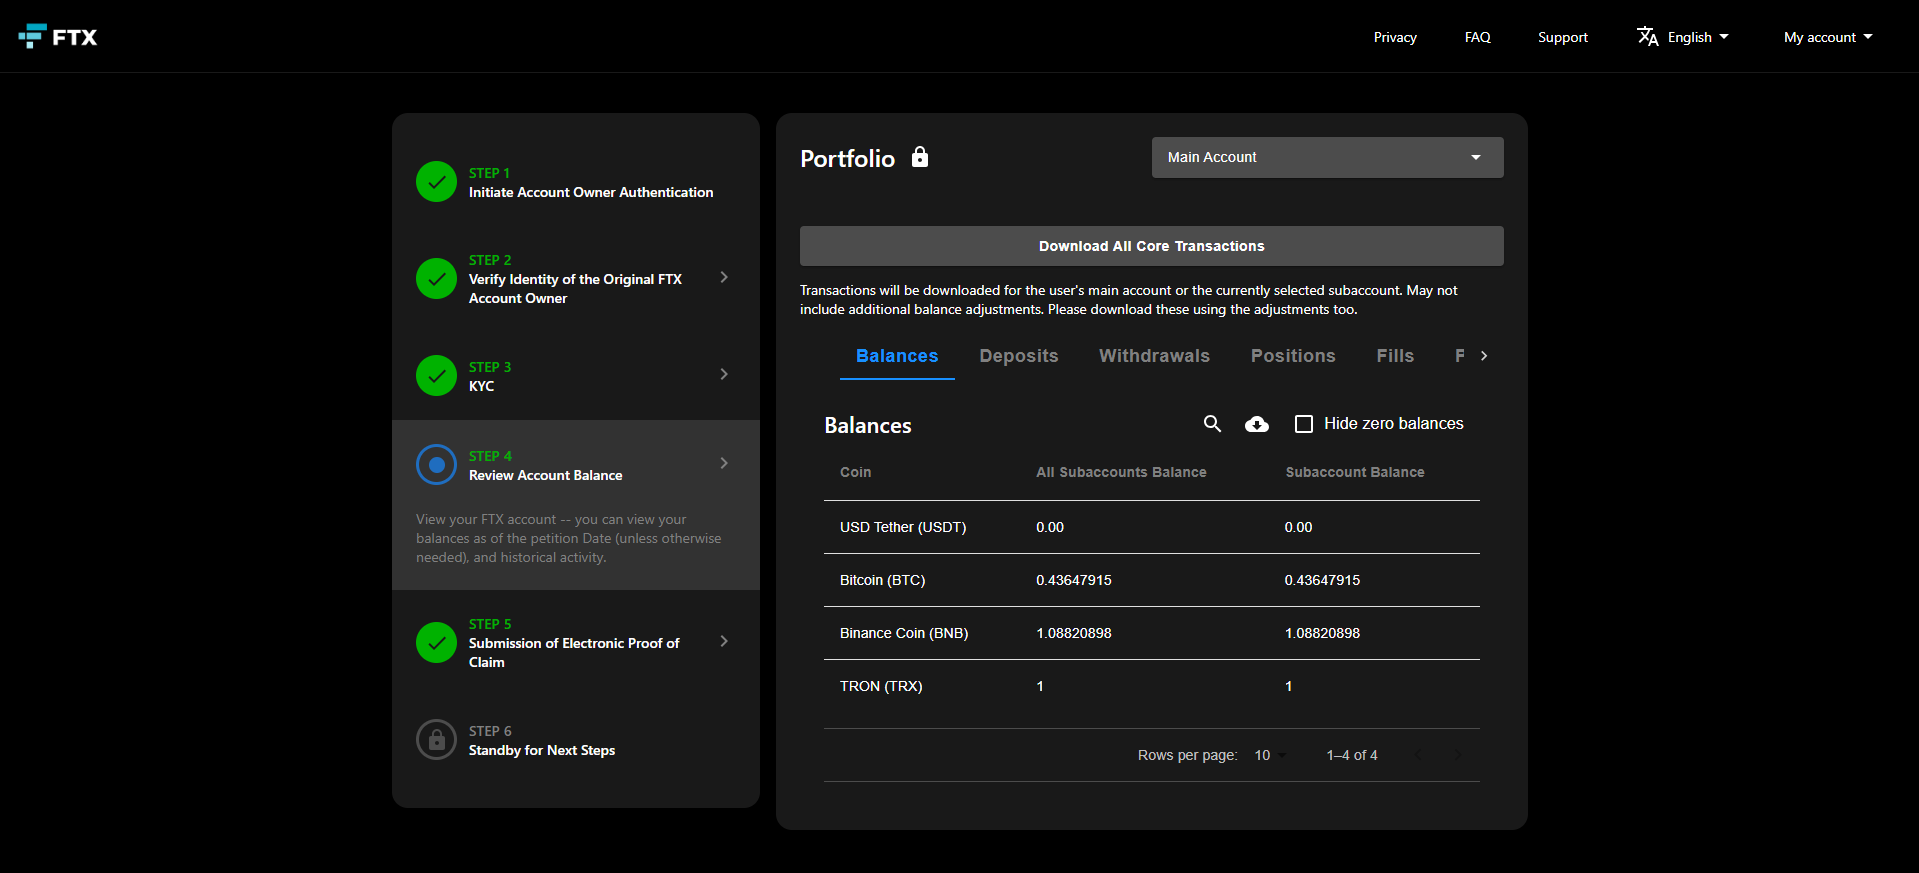 FTX
Privacy
FAQ
Support
English
My account
STEP 1
Initiate Account Owner Authentication
STEP 2
Verify Identity of the Original FTX
Account Owner
STEP 3
KYC
STEP 4
Review Account Balance
View your FTX account -- you can view your
balances as of the petition Date (unless otherwise
needed), and historical activity.
STEP 5
Submission of Electronic Proof of
Claim
STEP 6
Standby for Next Steps
Portfolio
Main Account
Download All Core Transactions
Transactions will be downloaded for the user's main account or the currently selected subaccount. May not
include additional balance adjustments. Please download these using the adjustments too.
Balances Deposits Withdrawals Positions Fills
Balances
Hide zero balances
Coin All Subaccounts Balance Subaccount Balance
USD Tether (USDT) 0.00 0.00
Bitcoin (BTC) 0.43647915 0.43647915
Binance Coin (BNB) 1.08820898 1.08820898
TRON (TRX) 1 1
Rows per page: 10 1–4 of 4